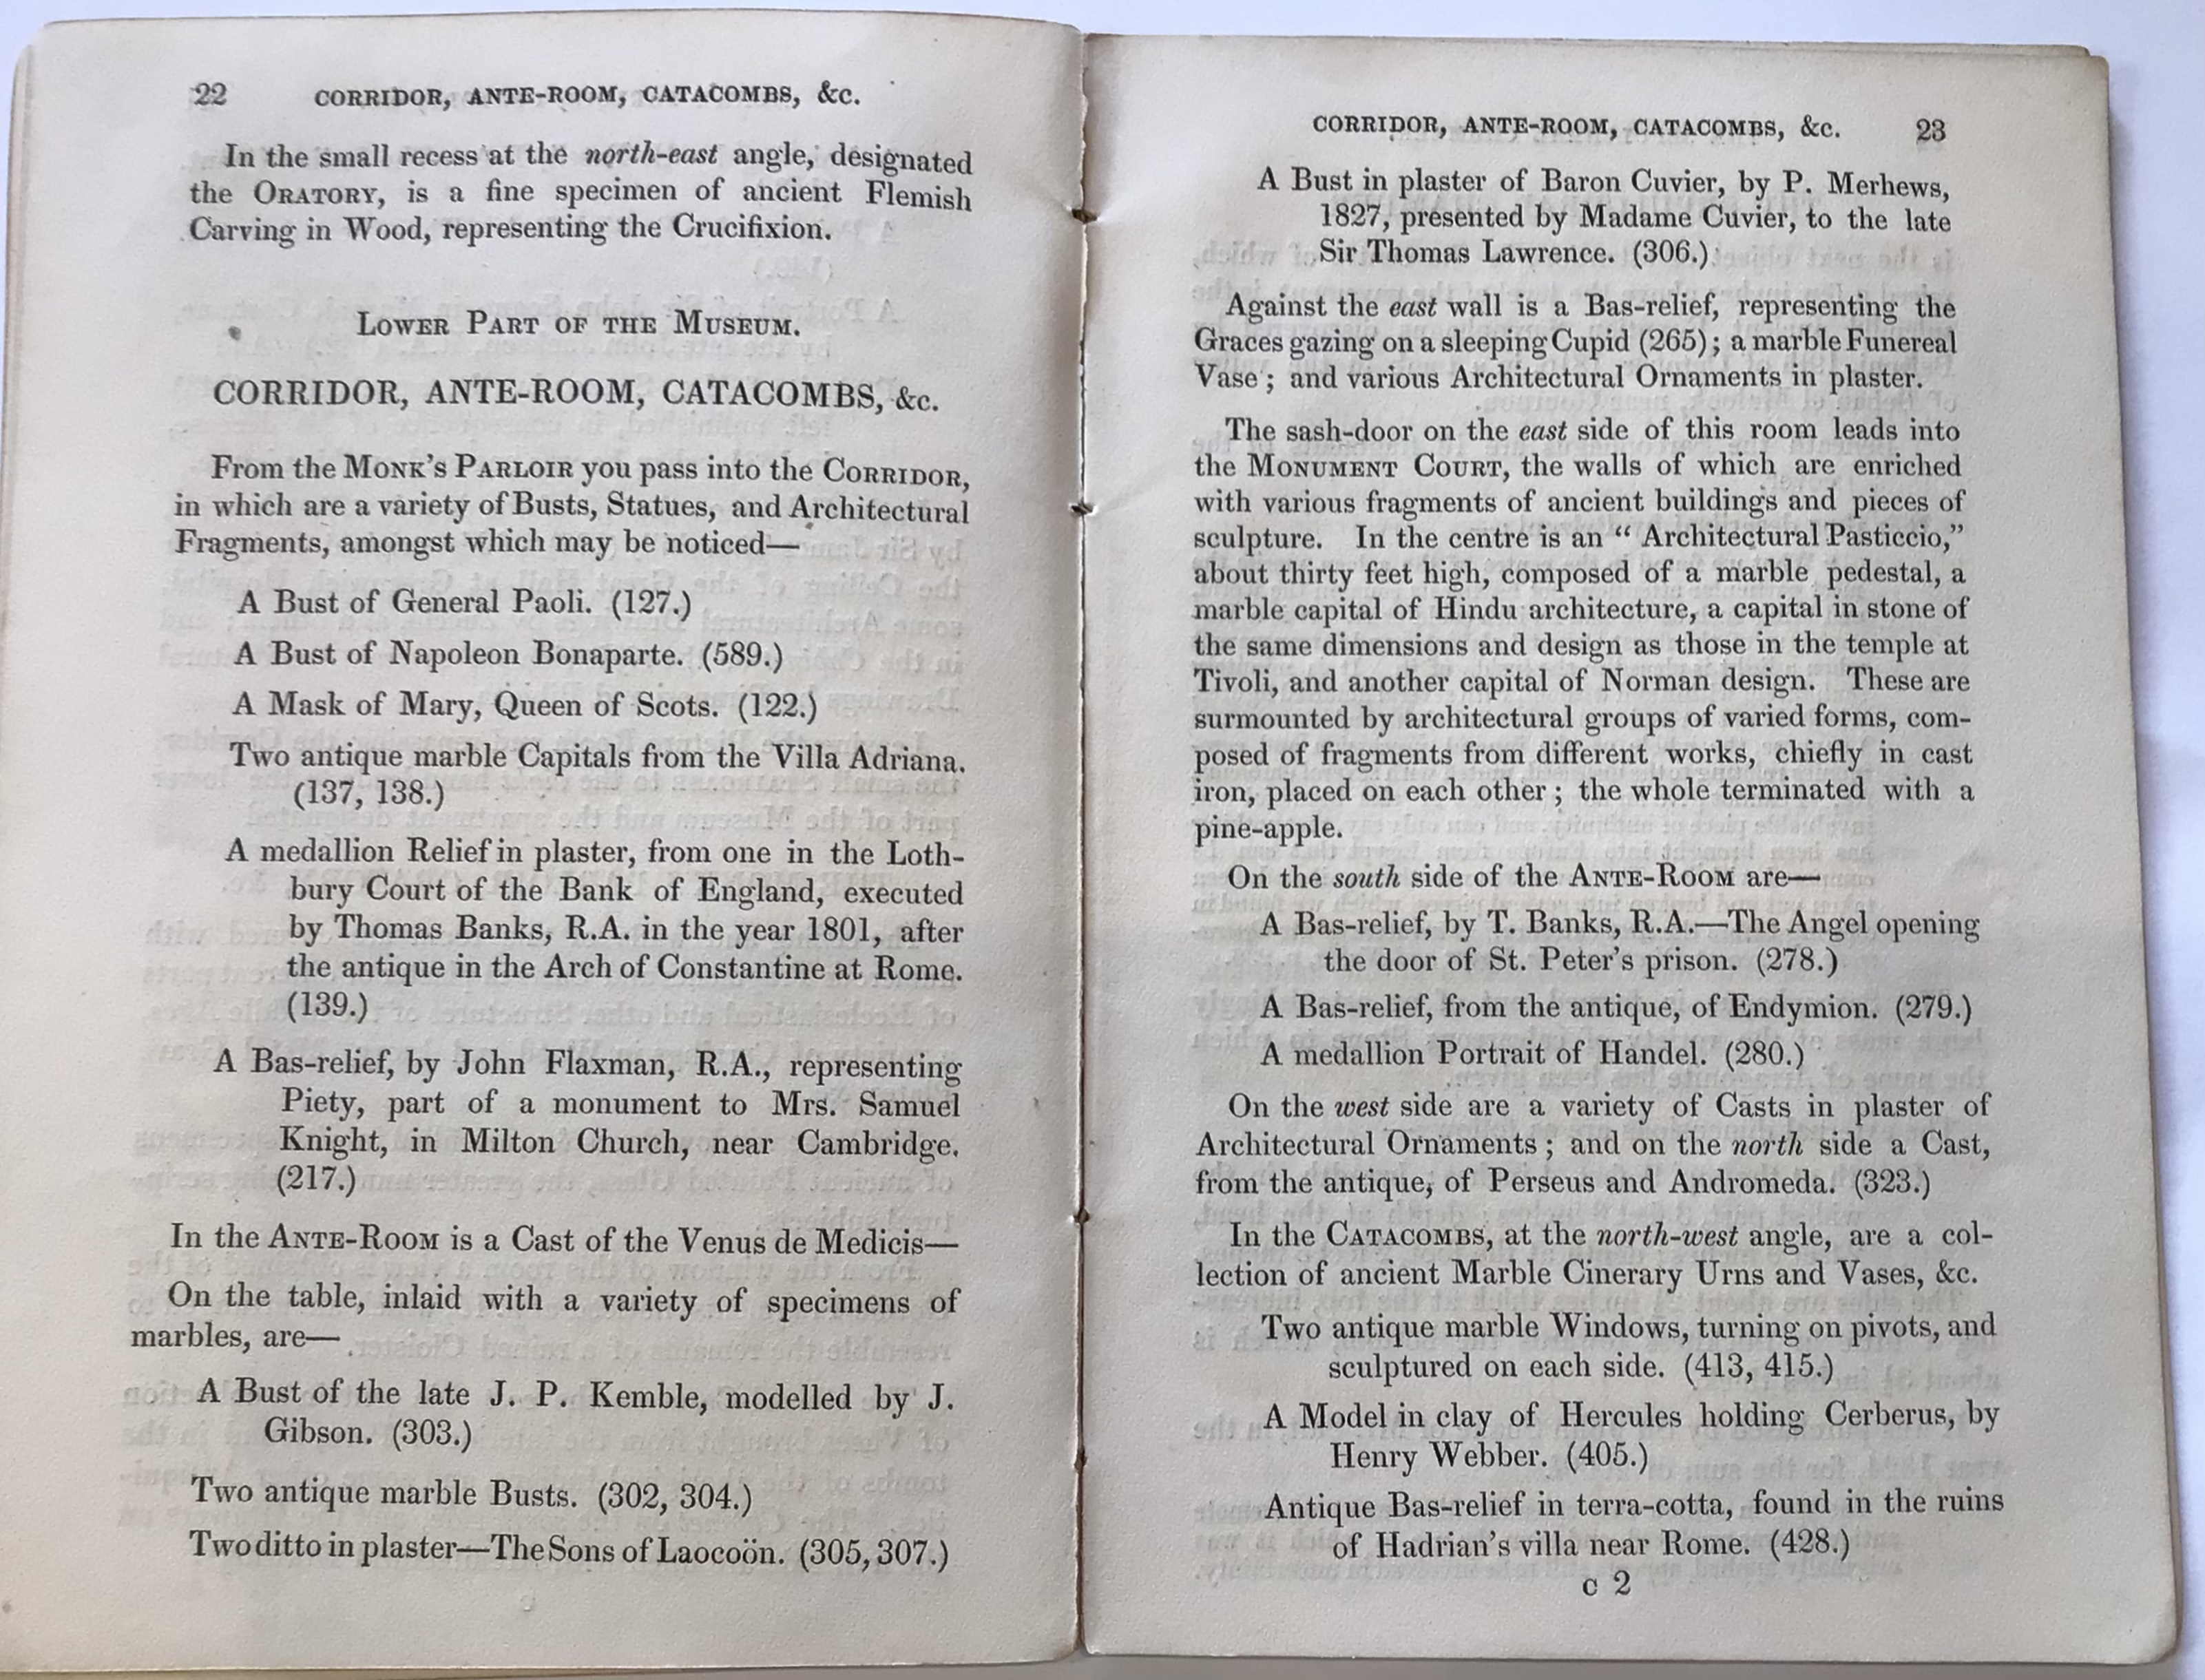 22 CORRIDOR, ANTE-ROOM, CATACOMBS, &c.
In the small recess at the north-east angle, designated
the ORATORY, is a fine specimen of ancient Flemish
Carving in Wood, representing the Crucifixion.
LOWER PART OF THE MUSEUM.
CORRIDOR, ANTE-ROOM, CATACOMBS, &c.
From the MONK'S PARLOIR you pass into the CORRIDOR,
in which are a variety of Busts, Statues, and Architectural
Fragments, amongst which may be noticed—
A Bust of General Paoli. (127.)
A Bust of Napoleon Bonaparte. (589.)
A Mask of Mary, Queen of Scots. (122.)
Two antique marble Capitals from the Villa Adriana.
(137, 138.)
A medallion Relief in plaster, from one in the Loth-
bury Court of the Bank of England, executed
by Thomas Banks, R.A. in the year 1801, after
the antique in the Arch of Constantine at Rome.
(139.)
A Bas-relief, by John Flaxman, R.A., representing
Piety, part of a monument to Mrs. Samuel
Knight, in Milton Church, near Cambridge.
(217.)
In the ANTE-ROOM is a Cast of the Venus de Medicis—
On the table, inlaid with a variety of specimens of
marbles, are—
A Bust of the late J. P. Kemble, modelled by J.
Gibson. (303.)
Two antique marble Busts. (302, 304.)
Two ditto in plaster—The Sons of Laocoön. (305, 307.)
CORRIDOR, ANTE-ROOM, CATACOMBS, &c. 23
A Bust in plaster of Baron Cuvier, by P. Merhews,
1827, presented by Madame Cuvier, to the late
Sir Thomas Lawrence. (306.)
Against the east wall is a Bas-relief, representing the
Graces gazing on a sleeping Cupid (265); a marble Funereal
Vase; and various Architectural Ornaments in plaster.
The sash-door on the east side of this room leads into
the MONUMENT COURT, the walls of which are enriched
with various fragments of ancient buildings and pieces of
sculpture. In the centre is an "Architectural Pasticcio,"
about thirty feet high, composed of a marble pedestal, a
marble capital of Hindu architecture, a capital in stone of
the same dimensions and design as those in the temple at
Tivoli, and another capital of Norman design. These are
surmounted by architectural groups of varied forms, com-
posed of fragments from different works, chiefly in cast
iron, placed on each other; the whole terminated with a
pine-apple.
On the south side of the ANTE-ROOM are—
A Bas-relief, by T. Banks, R.A.—The Angel opening
the door of St. Peter's prison. (278.)
A Bas-relief, from the antique, of Endymion. (279.)
A medallion Portrait of Handel. (280.)
On the west side are a variety of Casts in plaster of
Architectural Ornaments; and on the north side a Cast,
from the antique, of Perseus and Andromeda. (323.)
In the CATACOMBS, at the north-west angle, are a col-
lection of ancient Marble Cinerary Urns and Vases, &c.
Two antique marble Windows, turning on pivots, and
sculptured on each side. (413, 415.)
A Model in clay of Hercules holding Cerberus, by
Henry Webber. (405.)
Antique Bas-relief in terra-cotta, found in the ruins
of Hadrian's villa near Rome. (428.)
C 2